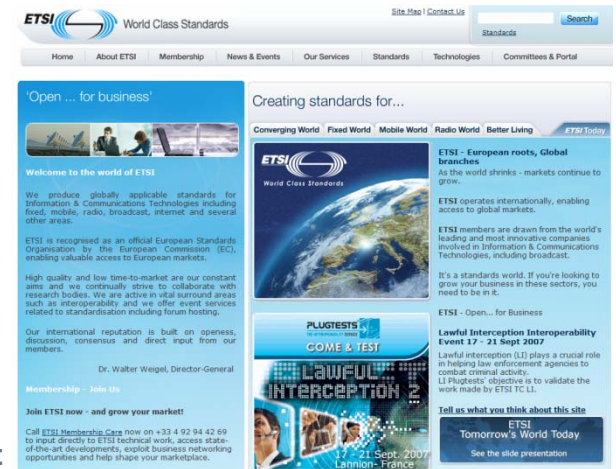 Site Map | Contact Us
ETSI
World Class Standards
Search
Standards
Home About ETSI Membership News & Events Our Services Standards Technologies Committees & Portal
'Open ... for business'
Welcome to the world of ETSI
We produce globally applicable standards for
Information & Communications Technologies including
fixed, mobile, radio, broadcast, internet and several
other areas.
ETSI is recognised as an official European Standards
Organisation by the European Commission (EC),
enabling valuable access to European markets.
High quality and low time-to-market are our constant
aims and we continually strive to collaborate with
research bodies. We are active in vital surround areas
such as interoperability and we offer event services
related to standardisation including forum hosting.
Our international reputation is built on openess,
discussion, consensus and direct input from our
members.
Dr. Walter Weigel, Director-General
Membership - Join Us
Join ETSI now - and grow your market!
Call ETSI Membership Care now on +33 4 92 94 42 69
to input directly to ETSI technical work, access state-
of-the-art developments, exploit business networking
opportunities and help shape your marketplace.
Creating standards for...
Converging World Fixed World Mobile World Radio World Better Living ETSI Today
ETSI
World Class Standards
PLUGTESTS
COME & TEST
LAWFUL
INTERCEPTION 2
17 - 21 Sept. 2007
Lannion- France
ETSI - European roots, Global
branches
As the world shrinks - markets continue to
grow.
ETSI operates internationally, enabling
access to global markets.
ETSI members are drawn from the world's
leading and most innovative companies
involved in Information & Communications
Technologies, including broadcast.
It's a standards world. If you're looking to
grow your business in these sectors, you
need to be in it.
ETSI - Open... for Business
Lawful Interception Interoperability
Event 17 - 21 Sept 2007
Lawful interception (LI) plays a crucial role
in helping law enforcement agencies to
combat criminal activity.
LI Plugtests' objective is to validate the
work made by ETSI TC LI.
Tell us what you think about this site
ETSI
Tomorrow's World Today
See the slide presentation